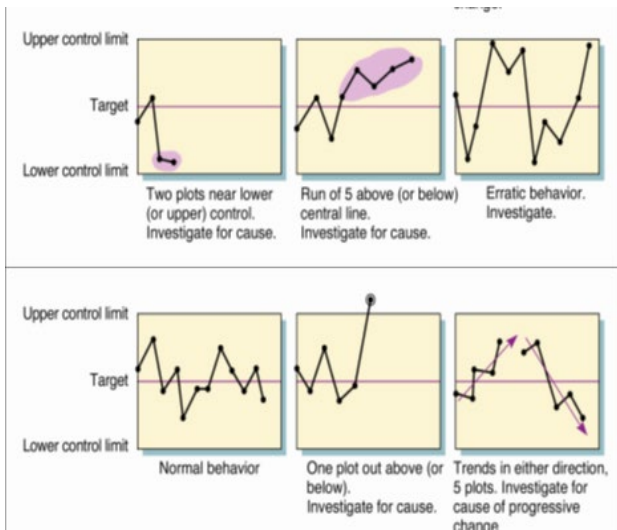 change.
Upper control limit
Target
Lower control limit
Two plots near lower
(or upper) control.
Investigate for cause.
Run of 5 above (or below)
central line.
Investigate for cause.
Erratic behavior.
Investigate.
Upper control limit
Target
Lower control limit
Normal behavior
One plot out above (or
below).
Investigate for cause.
Trends in either direction,
5 plots. Investigate for
cause of progressive
change